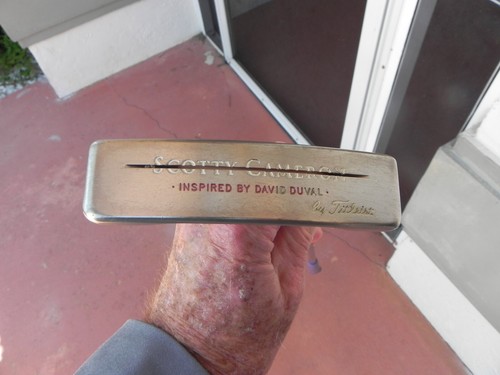 SCOTTY CAMERON
· INSPIRED BY DAVID DUVAL ·
By Titleist